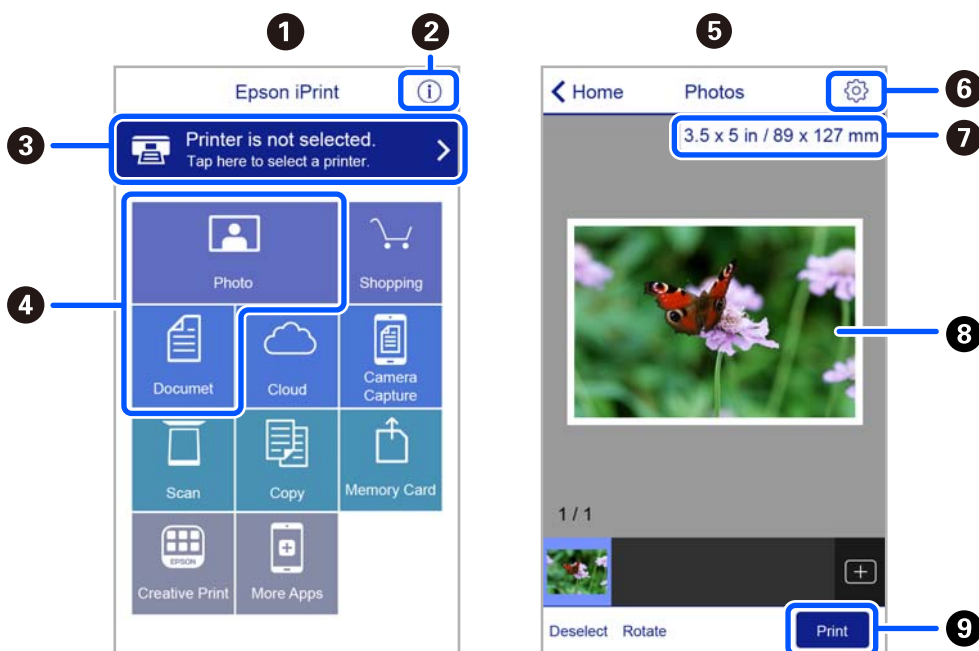 1
2
Epson iPrint
i
3
Printer is not selected.
Tap here to select a printer.
4
Photo
Shopping
Documet
Cloud
Camera
Capture
Scan
Copy
Memory Card
EPSON
Creative Print
More Apps
5
Home
Photos
6
3.5 x 5 in / 89 x 127 mm
7
8
1 / 1
Deselect
Rotate
Print
9